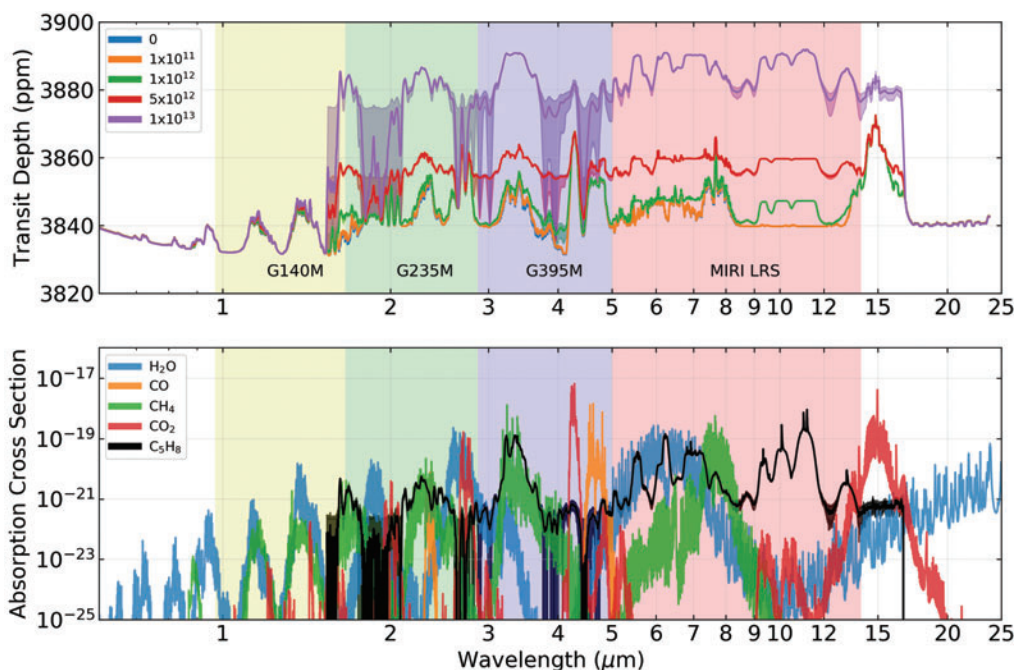 3900
3880
3860
3840
3820
Transit Depth (ppm)
0
1x10¹¹
1x10¹²
5x10¹²
1x10¹³
G140M
G235M
G395M
MIRI LRS
1 2 3 4 5 6 7 8 9 10 12 15 20 25
10⁻¹⁷
10⁻¹⁹
10⁻²¹
10⁻²³
10⁻²⁵
Absorption Cross Section
H₂O
CO
CH₄
CO₂
C₅H₈
1 2 3 4 5 6 7 8 9 10 12 15 20 25
Wavelength (μm)